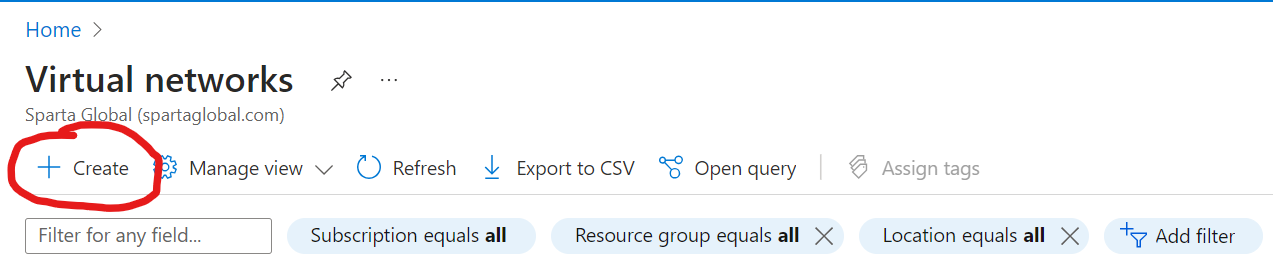 Home
Virtual networks
Sparta Global (spartaglobal.com)
Create Manage view Refresh Export to CSV Open query Assign tags
Filter for any field... Subscription equals all Resource group equals all Location equals all Add filter